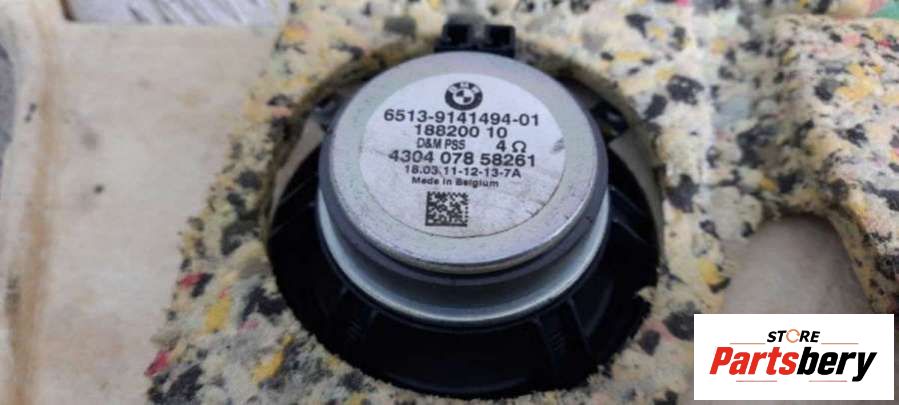 BMW
6513-9141494-01
188200 10
D&M PSS 4 Ω
4304 078 58261
18.03.11-12-13-7A
Made in Belgium
STORE
Partsbery